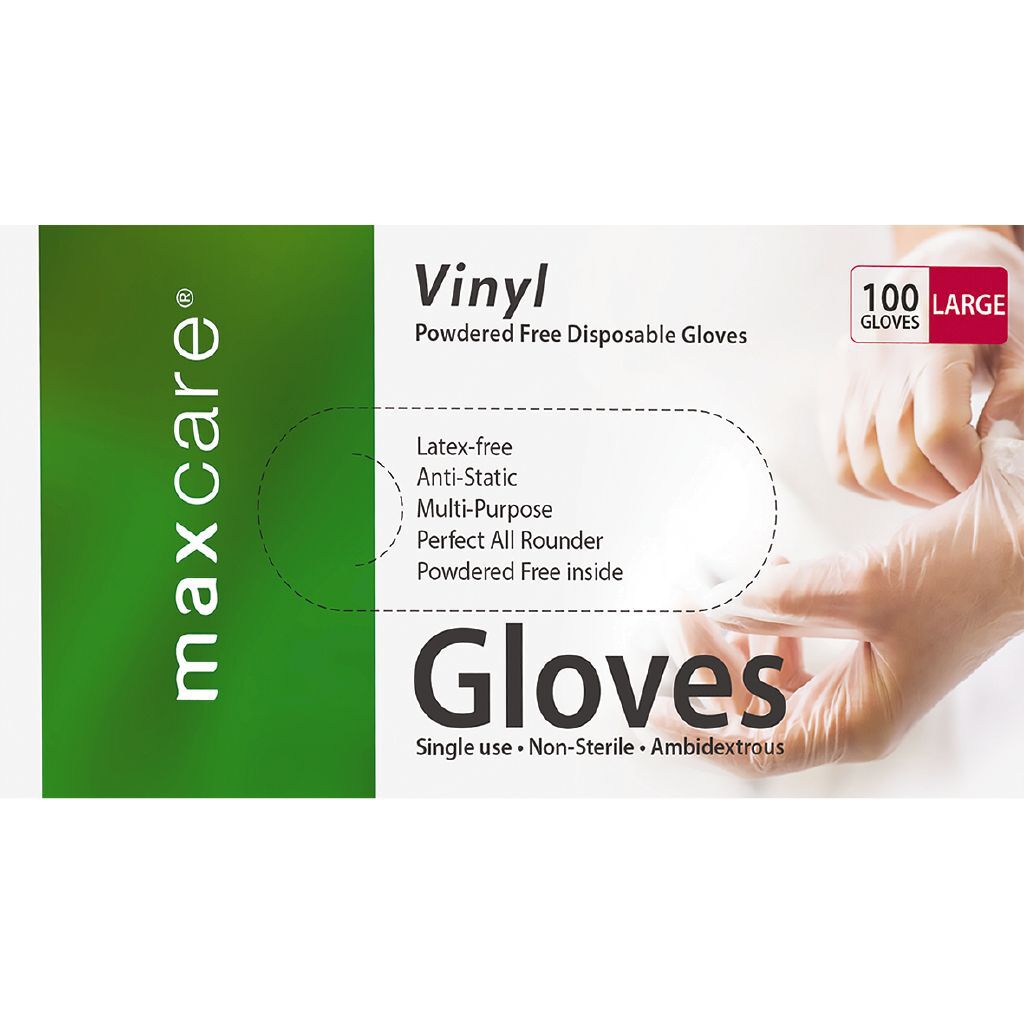 maxcare®
Vinyl
Powdered Free Disposable Gloves
100
GLOVES
LARGE
Latex-free
Anti-Static
Multi-Purpose
Perfect All Rounder
Powdered Free inside
Gloves
Single use • Non-Sterile • Ambidextrous